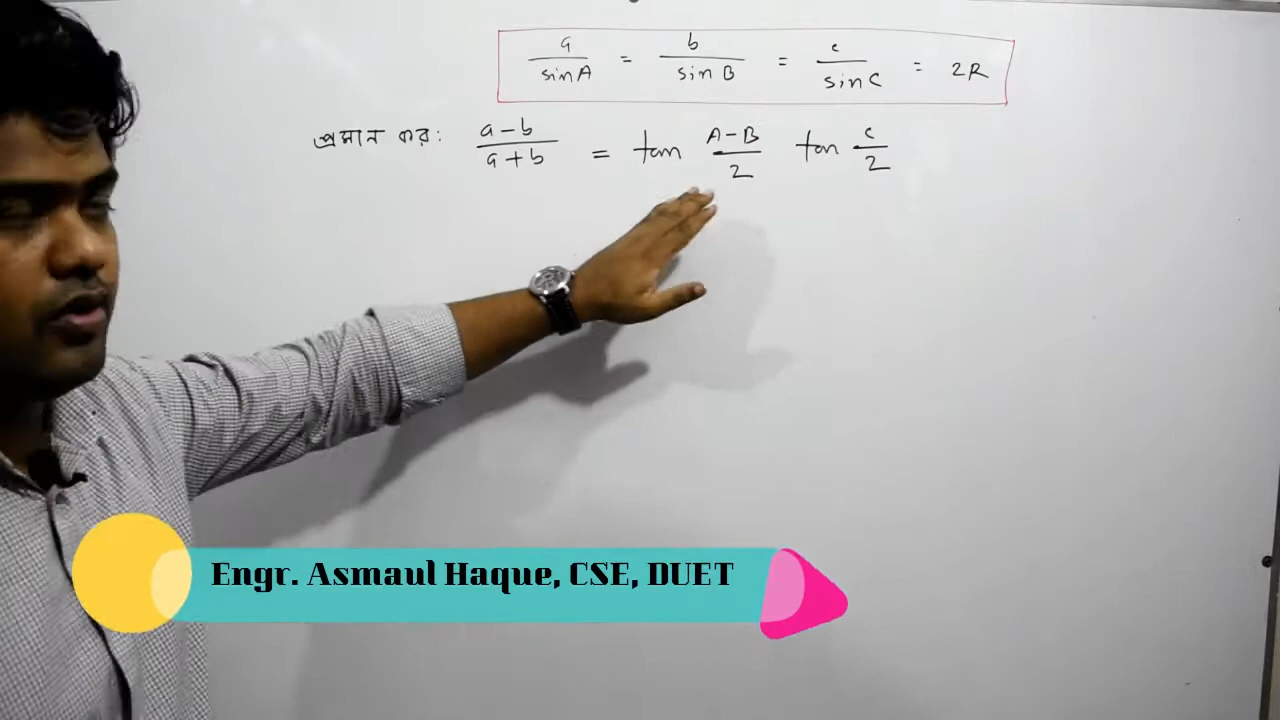 a/sinA = b/sinB = c/sinC = 2R
প্রমান কর: a-b/a+b = tan A-B/2 tan c/2
Engr. Asmaul Haque, CSE, DUET